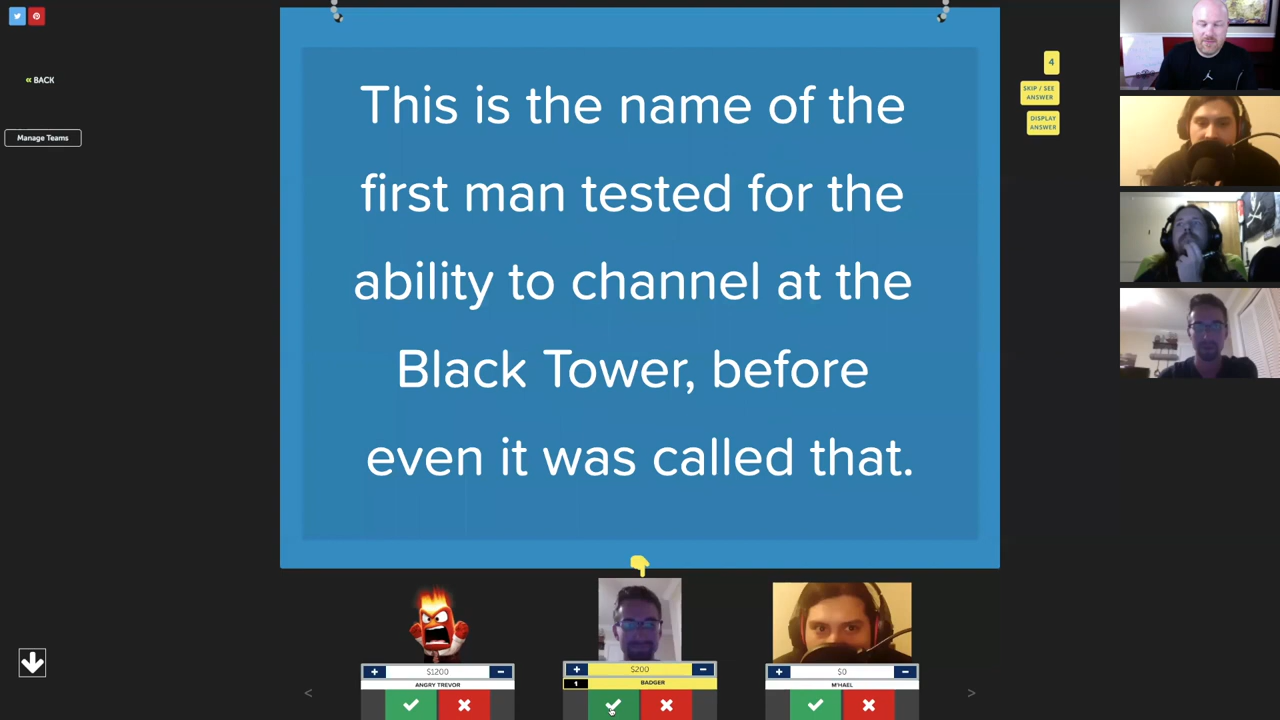 « BACK
Manage Teams
This is the name of the
first man tested for the
ability to channel at the
Black Tower, before
even it was called that.
4
SKIP / SEE
ANSWER
DISPLAY
ANSWER
+ $1200 −
ANGRY TREVOR
+ $200 −
1 BADGER
+ $0 −
M'HAEL